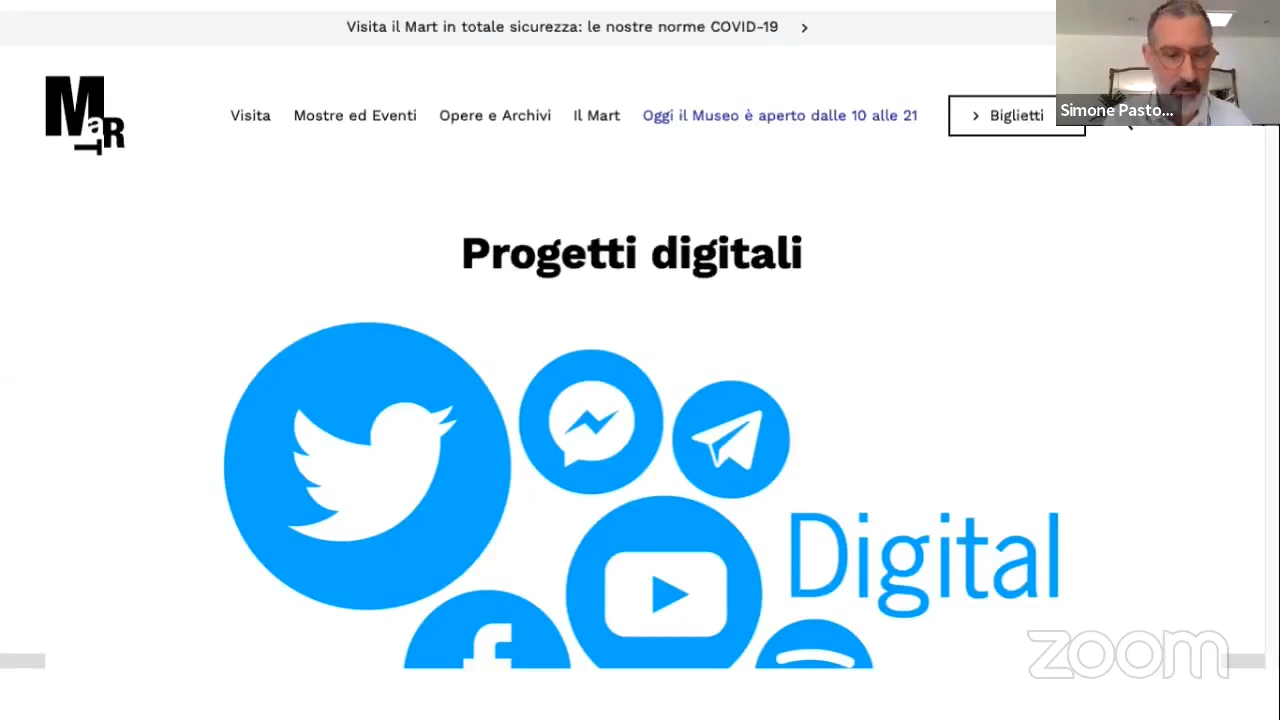 Visita il Mart in totale sicurezza: le nostre norme COVID-19
MaRT
Visita
Mostre ed Eventi
Opere e Archivi
Il Mart
Oggi il Museo è aperto dalle 10 alle 21
Biglietti
Simone Pasto...
Progetti digitali
Digital
zoom